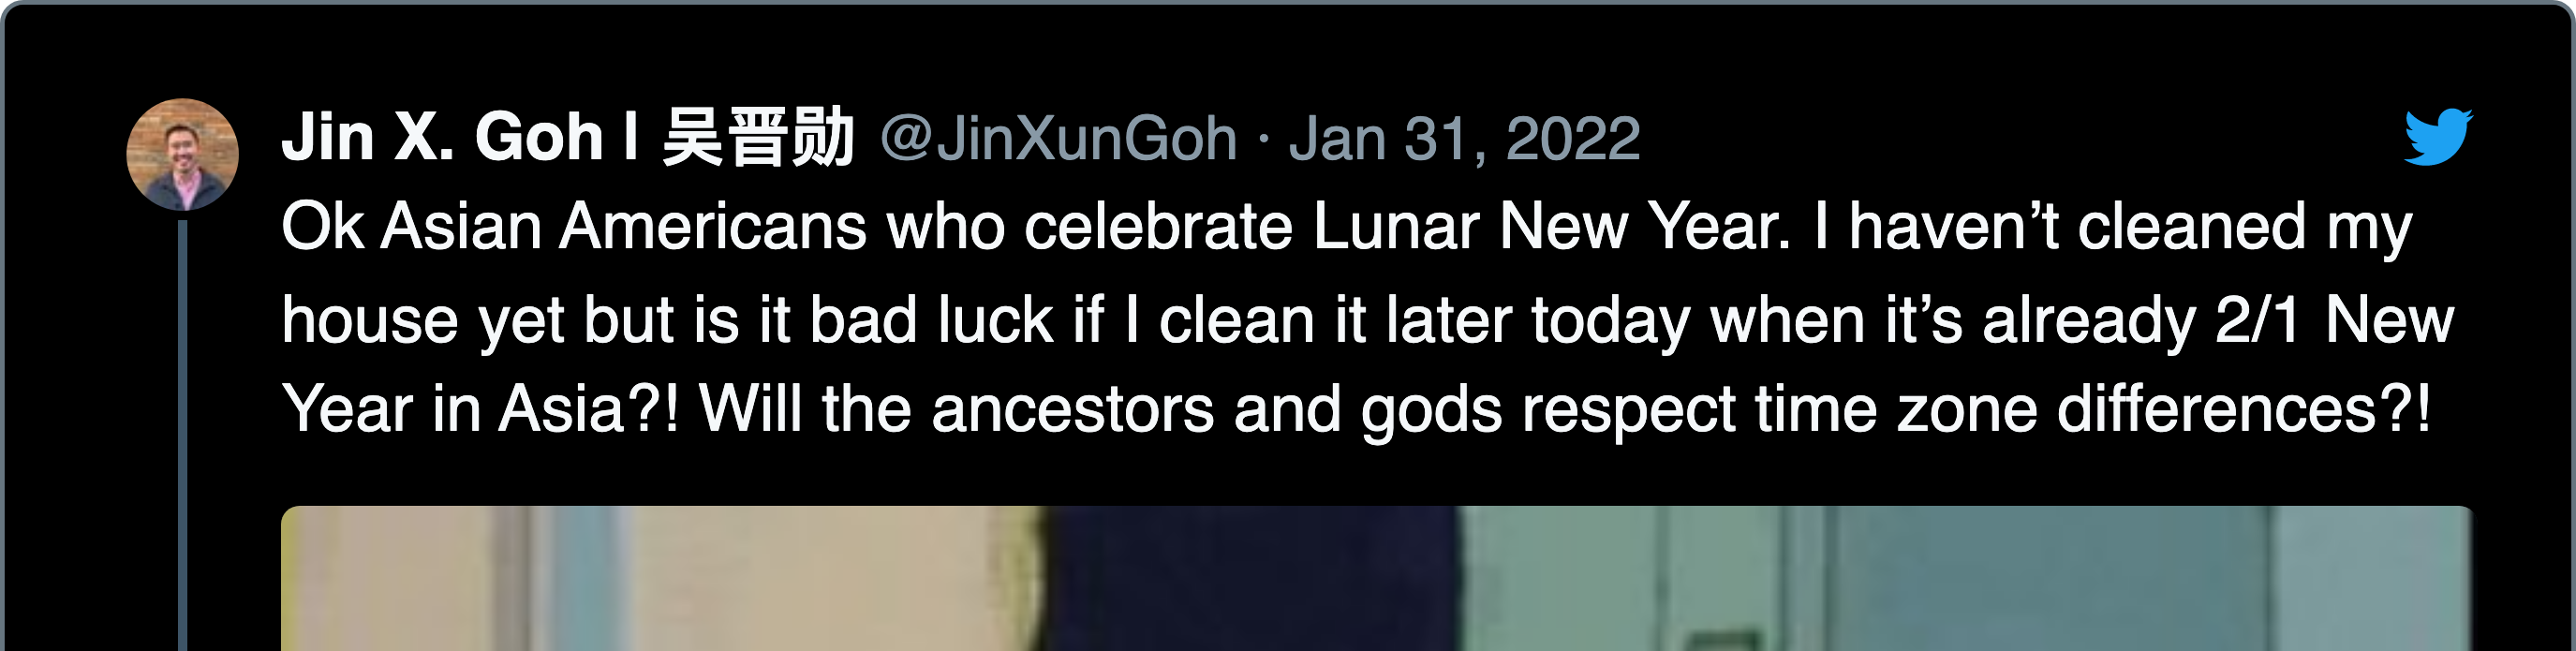 Jin X. Goh | 吴晋勋 @JinXunGoh · Jan 31, 2022
Ok Asian Americans who celebrate Lunar New Year. I haven’t cleaned my
house yet but is it bad luck if I clean it later today when it’s already 2/1 New
Year in Asia?! Will the ancestors and gods respect time zone differences?!